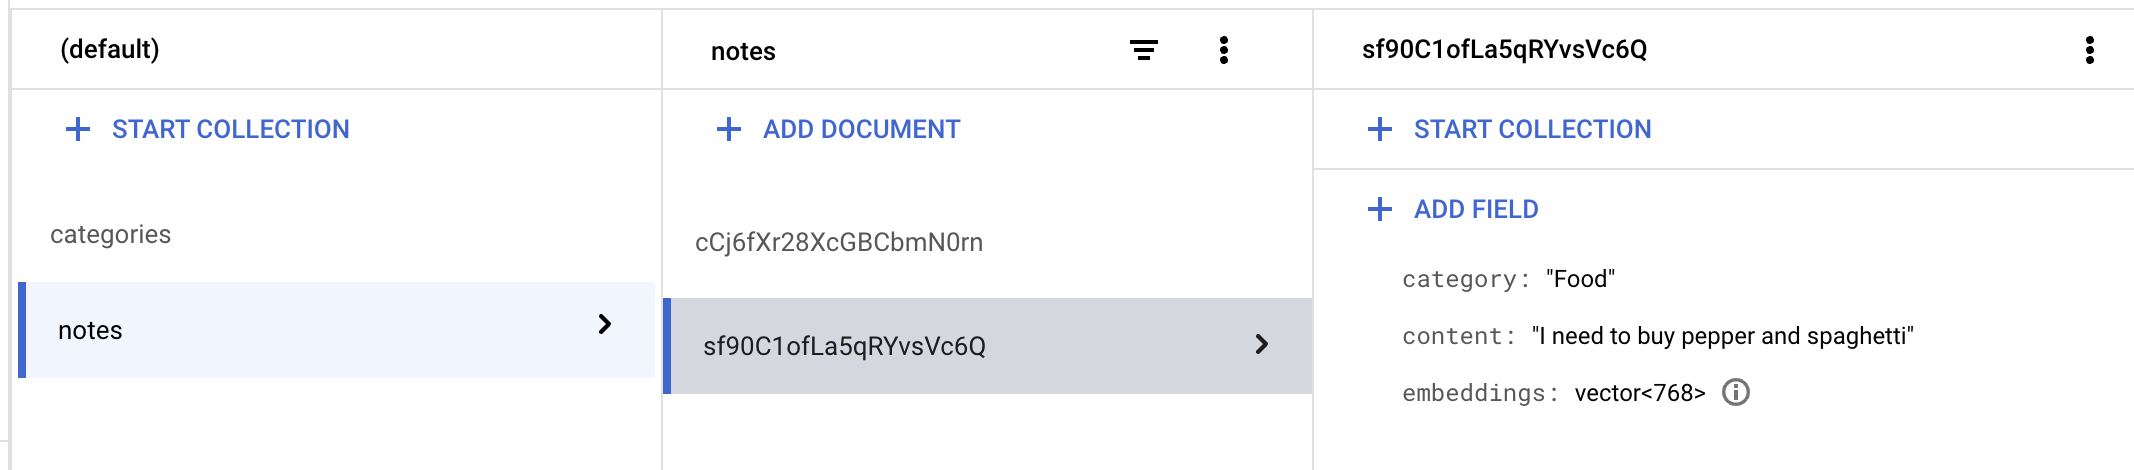 (default)
START COLLECTION
categories
notes
notes
ADD DOCUMENT
cCj6fXr28XcGBCbmN0rn
sf90C1ofLa5qRYvsVc6Q
sf90C1ofLa5qRYvsVc6Q
START COLLECTION
ADD FIELD
category: "Food"
content: "I need to buy pepper and spaghetti"
embeddings: vector<768>